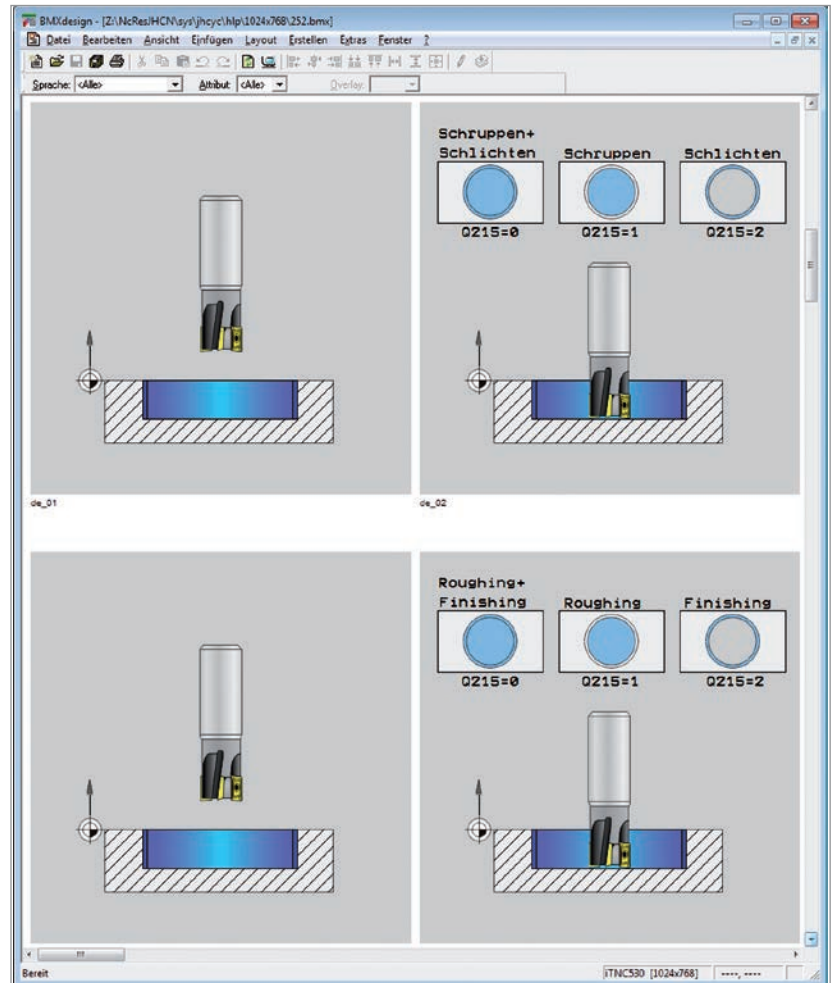 BMXdesign - [Z:\NcRes\JHCN\sys\jhcyc\hlp\1024x768\252.bmx]
Datei Bearbeiten Ansicht Einfügen Layout Erstellen Extras Fenster ?
Sprache: <Alle> Attribut: <Alle> Overlay:
Schruppen+
Schlichten Schruppen Schlichten
Q215=0 Q215=1 Q215=2
de_01 de_02
Roughing+
Finishing Roughing Finishing
Q215=0 Q215=1 Q215=2
Bereit iTNC530 [1024x768] ----, ----